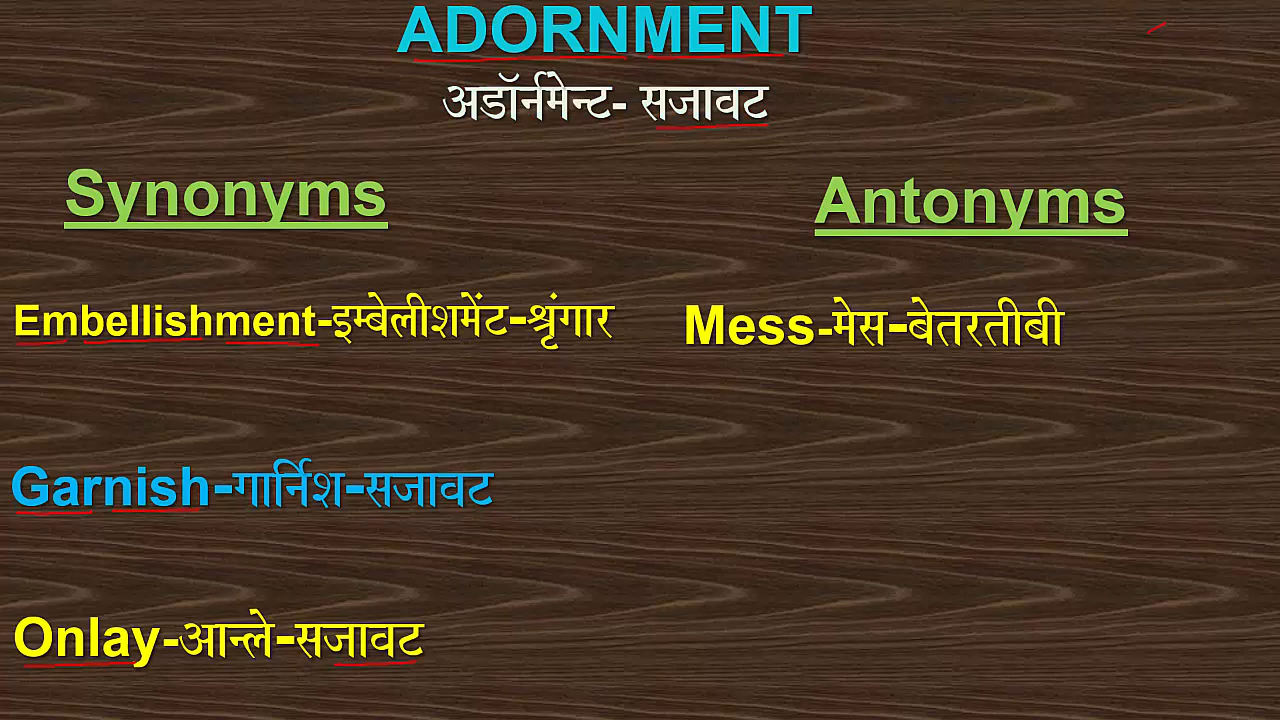 ADORNMENT
अडॉर्नमेन्ट- सजावट
Synonyms
Antonyms
Embellishment-इम्बेलीशमेंट-श्रृंगार
Mess-मेस-बेतरतीबी
Garnish-गार्निश-सजावट
Onlay-आन्ले-सजावट